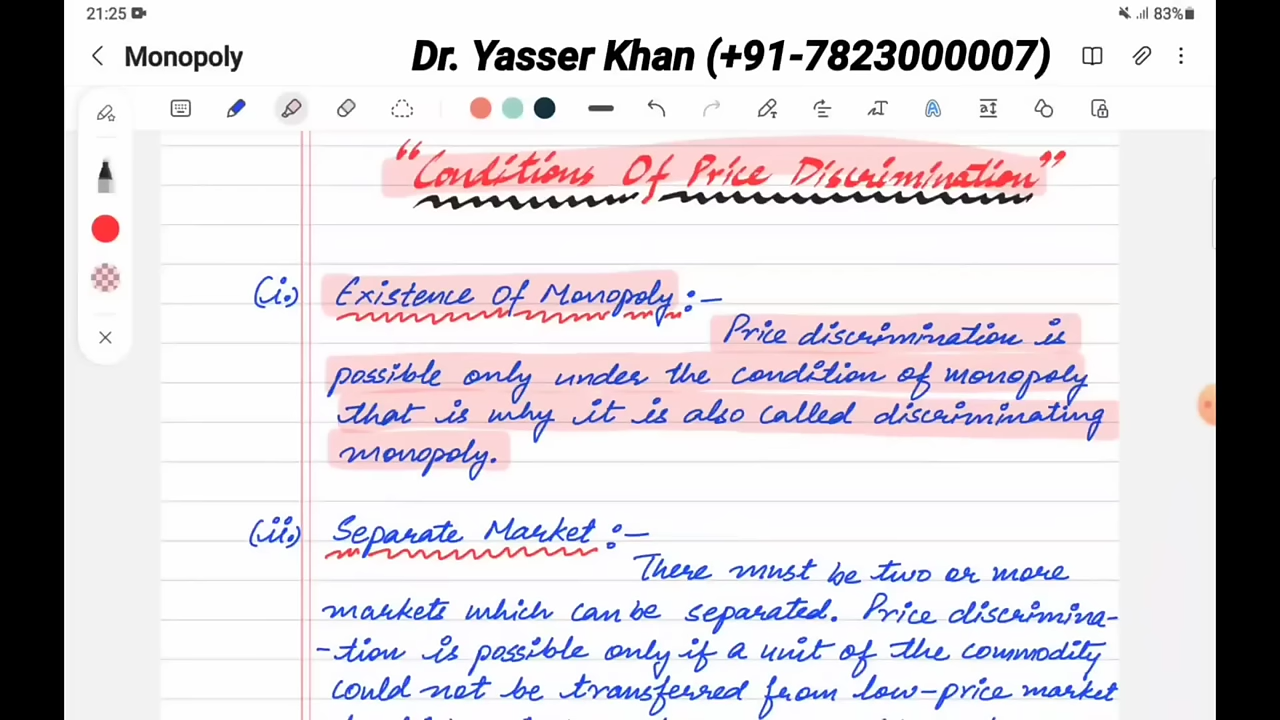 21:25
83%
Monopoly
Dr. Yasser Khan (+91-7823000007)
"Conditions Of Price Discrimination"
(i.) Existence Of Monopoly :-
Price discrimination is
possible only under the condition of monopoly
that is why it is also called discriminating
monopoly.
(ii.) Separate Market :-
There must be two or more
markets which can be separated. Price discrimina-
-tion is possible only if a unit of the commodity
could not be transferred from low-price market